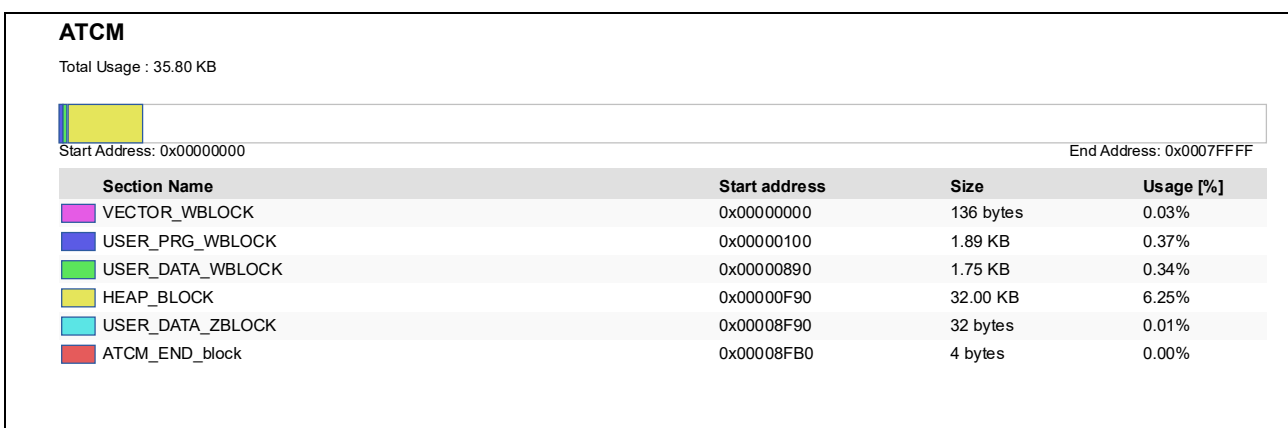 ATCM
Total Usage : 35.80 KB
Start Address: 0x00000000 End Address: 0x0007FFFF
Section Name Start address Size Usage [%]
VECTOR_WBLOCK 0x00000000 136 bytes 0.03%
USER_PRG_WBLOCK 0x00000100 1.89 KB 0.37%
USER_DATA_WBLOCK 0x00000890 1.75 KB 0.34%
HEAP_BLOCK 0x00000F90 32.00 KB 6.25%
USER_DATA_ZBLOCK 0x00008F90 32 bytes 0.01%
ATCM_END_block 0x00008FB0 4 bytes 0.00%